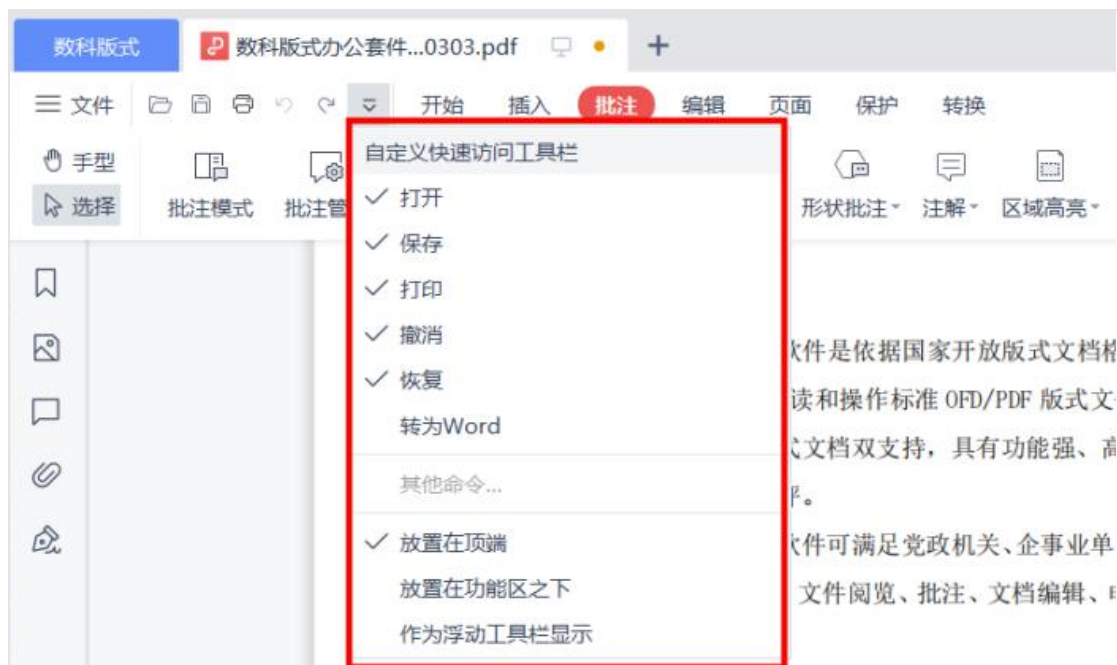 数科版式
数科版式办公套件...0303.pdf
文件 开始 插入 批注 编辑 页面 保护 转换
手型
选择 批注模式 批注管 形状批注 注解 区域高亮
自定义快速访问工具栏
打开
保存
打印
撤消
恢复
转为Word
其他命令...
放置在顶端
放置在功能区之下
作为浮动工具栏显示
件是依据国家开放版式文档
读和操作标准 OFD/PDF 版式文
文档双支持，具有功能强、高
。
件可满足党政机关、企事业单
文件阅览、批注、文档编辑、